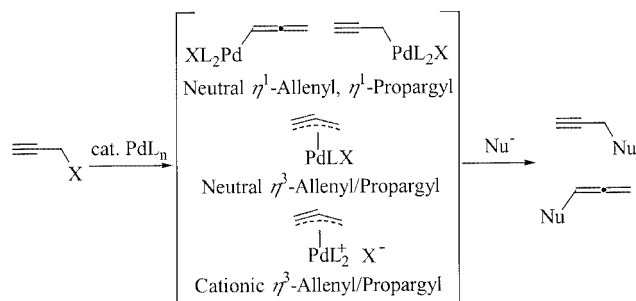 XL₂Pd
PdL₂X
Neutral η¹-Allenyl, η¹-Propargyl
X
cat. PdLₙ
PdLX
Neutral η³-Allenyl/Propargyl
PdL₂⁺ X⁻
Cationic η³-Allenyl/Propargyl
Nu⁻
Nu
Nu